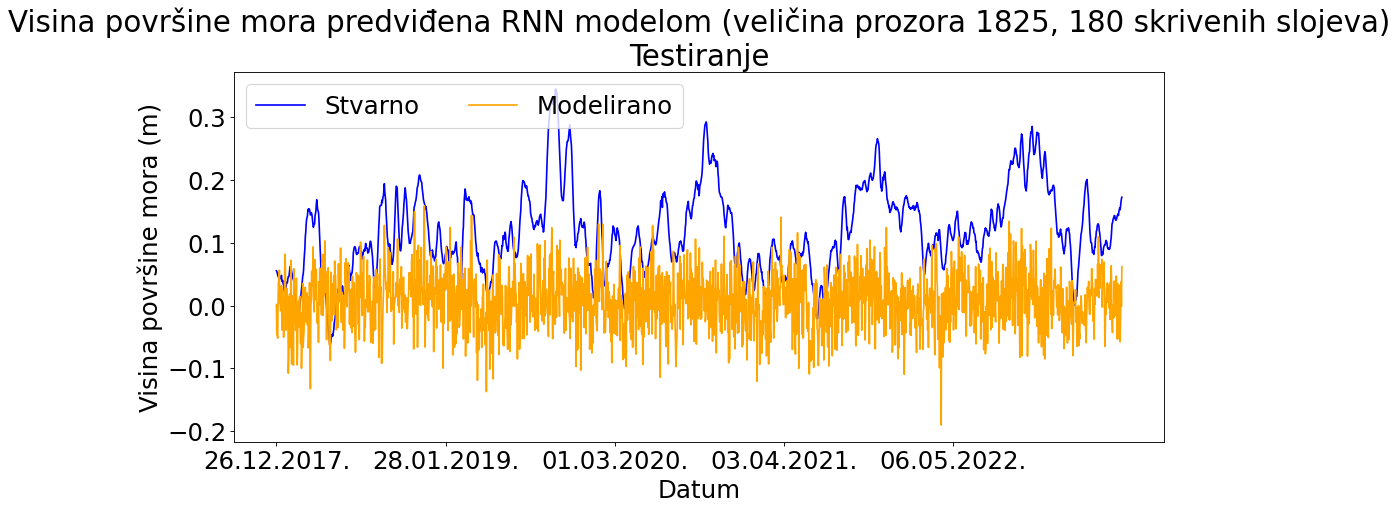 Visina površine mora predviđena RNN modelom (veličina prozora 1825, 180 skrivenih slojeva)
Testiranje
Stvarno Modelirano
Visina površine mora (m)
0.3
0.2
0.1
0.0
−0.1
−0.2
26.12.2017. 28.01.2019. 01.03.2020. 03.04.2021. 06.05.2022.
Datum